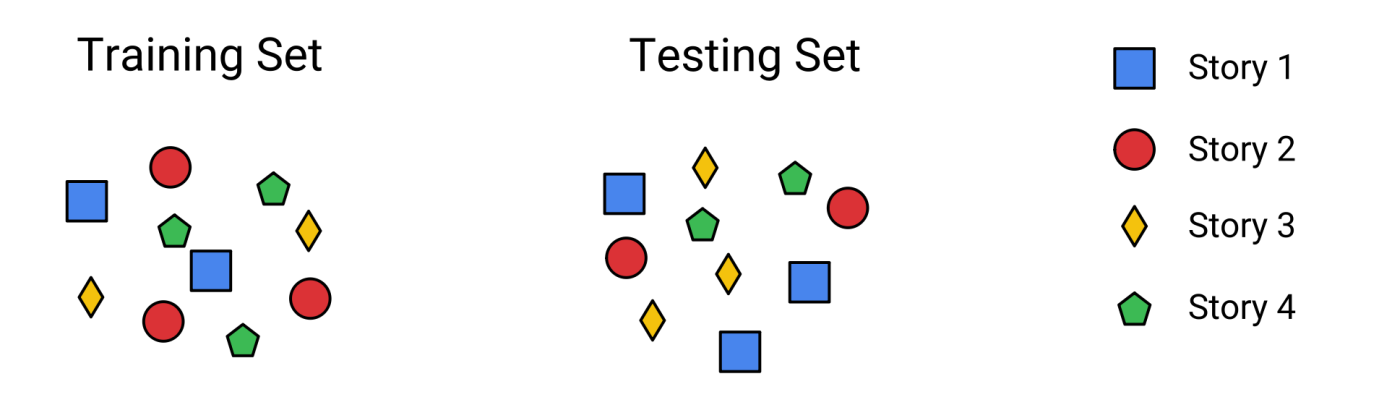 Training Set
Testing Set
Story 1
Story 2
Story 3
Story 4